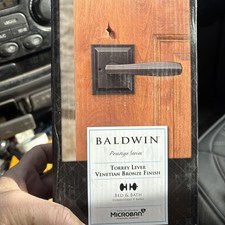 BALDWIN
Prestige Series
TORREY LEVER
VENETIAN BRONZE FINISH
BED & BATH
MICROBAN